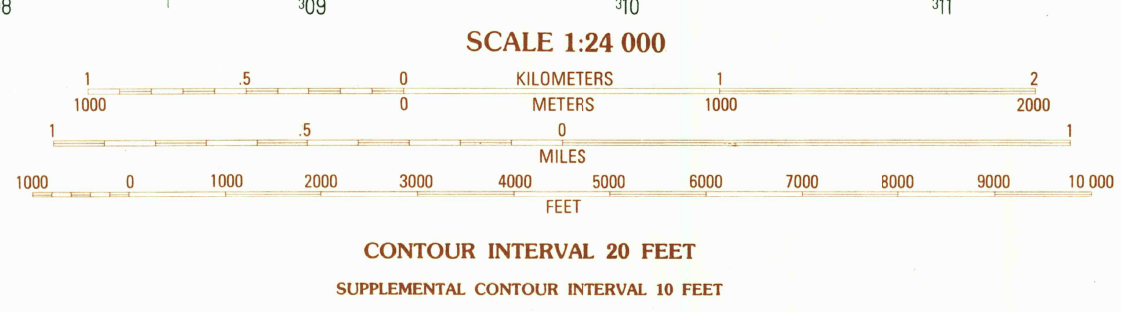 8 309 310 311
SCALE 1:24 000
1 .5 0 KILOMETERS 1 2
1000 0 METERS 1000 2000
1 .5 0 1
MILES
1000 0 1000 2000 3000 4000 5000 6000 7000 8000 9000 10 000
FEET
CONTOUR INTERVAL 20 FEET
SUPPLEMENTAL CONTOUR INTERVAL 10 FEET